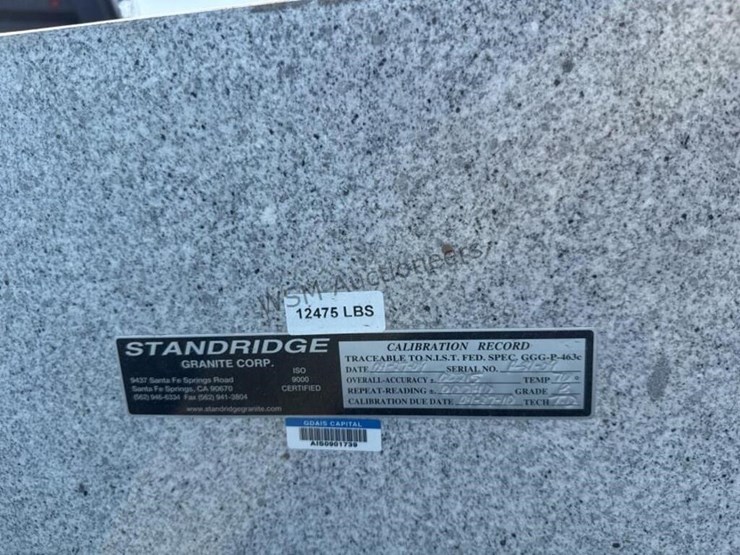 WSM Auctioneers
12475 LBS
STANDRIDGE
GRANITE CORP.
9437 Santa Fe Springs Road
Santa Fe Springs, CA 90670
(562) 946-6334 Fax (562) 941-3804
www.standridgegranite.com
ISO
9000
CERTIFIED
CALIBRATION RECORD
TRACEABLE TO N.I.S.T. FED. SPEC. GGG-P-463c
DATE SERIAL NO.
OVERALL-ACCURACY ± TEMP °
REPEAT-READING ± GRADE
CALIBRATION DUE DATE TECH
GDAIS CAPITAL
AIS0901739